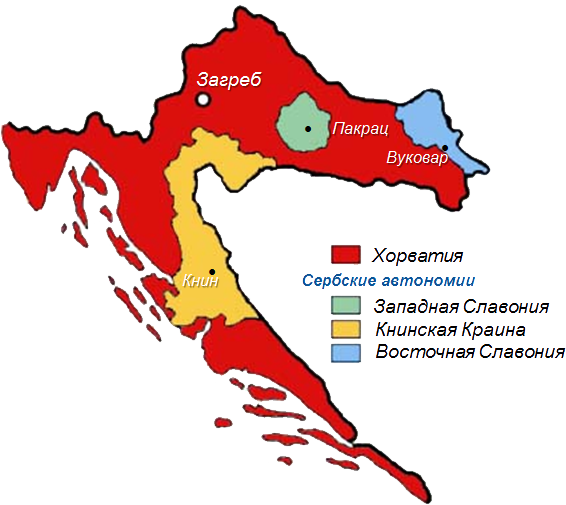 Загреб
Пакрац
Вуковар
Книн
Хорватия
Сербские автономии
Западная Славония
Книнская Краина
Восточная Славония